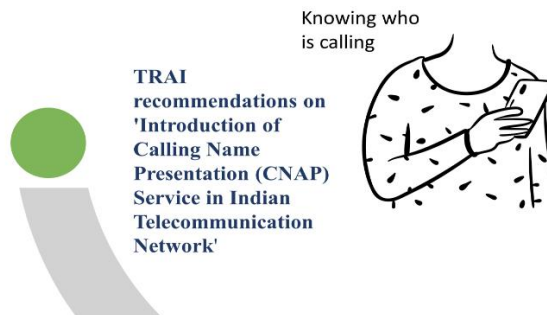 Knowing who
is calling
TRAI
recommendations on
'Introduction of
Calling Name
Presentation (CNAP)
Service in Indian
Telecommunication
Network'